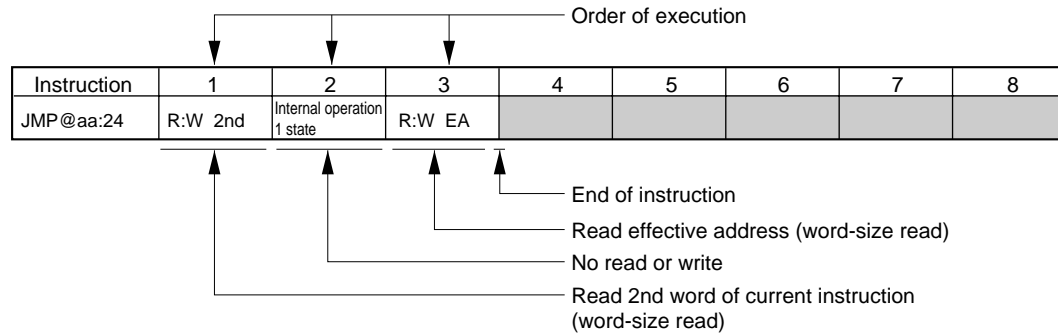 Order of execution
Instruction 1 2 3 4 5 6 7 8
JMP@aa:24 R:W 2nd Internal operation R:W EA
1 state
End of instruction
Read effective address (word-size read)
No read or write
Read 2nd word of current instruction
(word-size read)